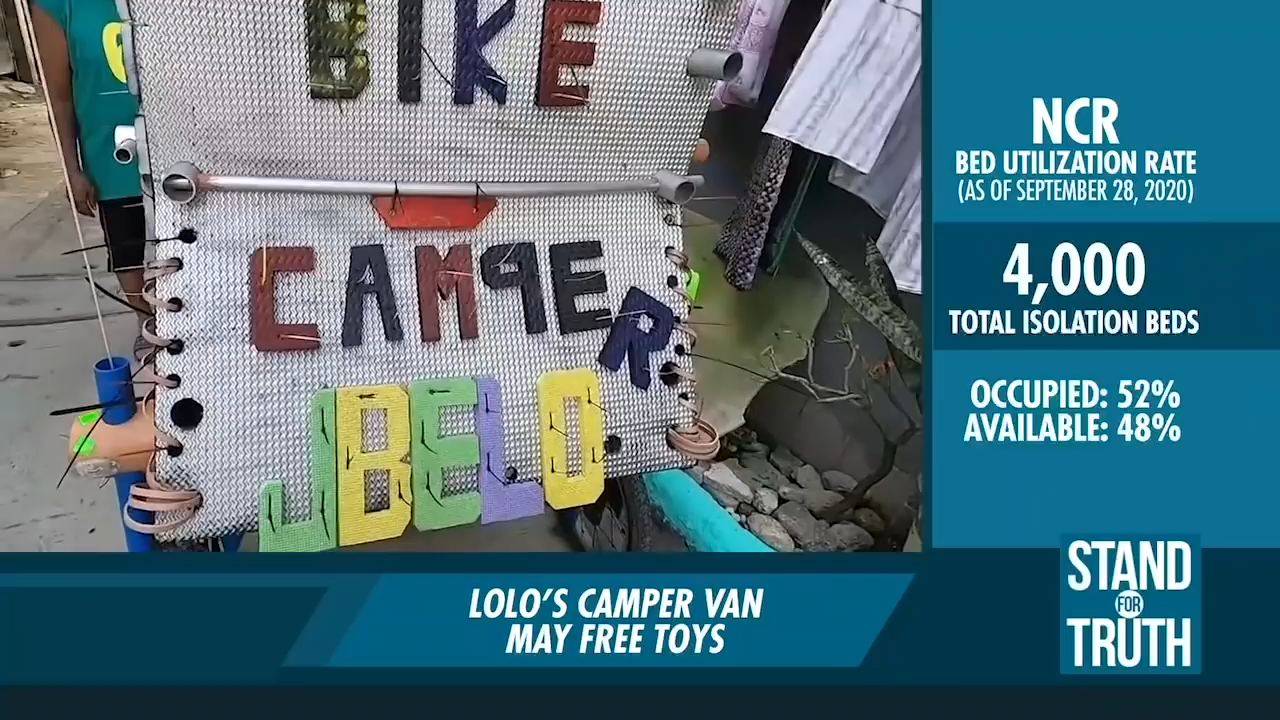 BIKE
CAMPER
JBELO
NCR
BED UTILIZATION RATE
(AS OF SEPTEMBER 28, 2020)
4,000
TOTAL ISOLATION BEDS
OCCUPIED: 52%
AVAILABLE: 48%
LOLO'S CAMPER VAN
MAY FREE TOYS
STAND
FOR
TRUTH